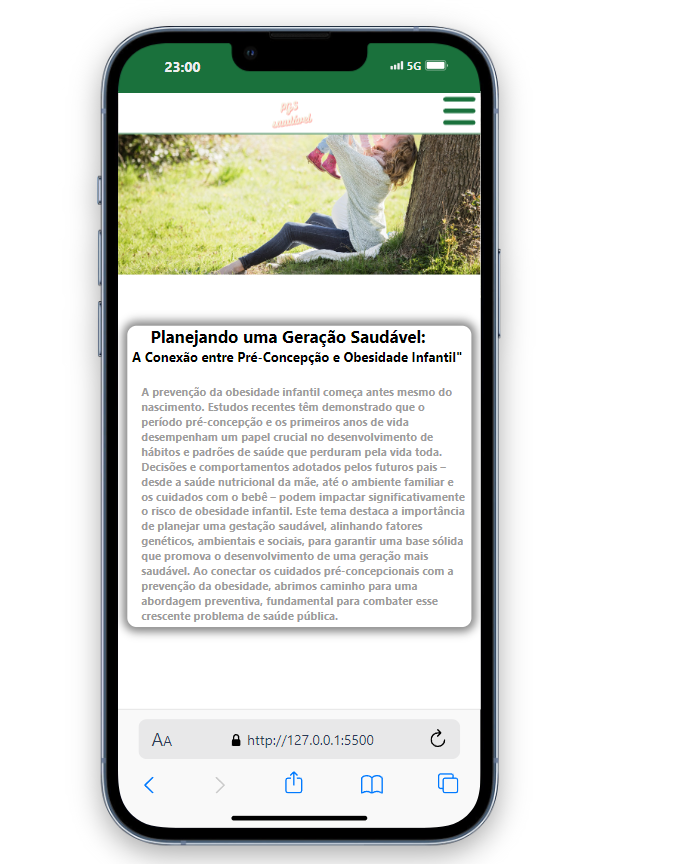 23:00
5G
PGS
saudável
Planejando uma Geração Saudável:
A Conexão entre Pré-Concepção e Obesidade Infantil"
A prevenção da obesidade infantil começa antes mesmo do
nascimento. Estudos recentes têm demonstrado que o
período pré-concepção e os primeiros anos de vida
desempenham um papel crucial no desenvolvimento de
hábitos e padrões de saúde que perduram pela vida toda.
Decisões e comportamentos adotados pelos futuros pais –
desde a saúde nutricional da mãe, até o ambiente familiar e
os cuidados com o bebê – podem impactar significativamente
o risco de obesidade infantil. Este tema destaca a importância
de planejar uma gestação saudável, alinhando fatores
genéticos, ambientais e sociais, para garantir uma base sólida
que promova o desenvolvimento de uma geração mais
saudável. Ao conectar os cuidados pré-concepcionais com a
prevenção da obesidade, abrimos caminho para uma
abordagem preventiva, fundamental para combater esse
crescente problema de saúde pública.
AA http://127.0.0.1:5500